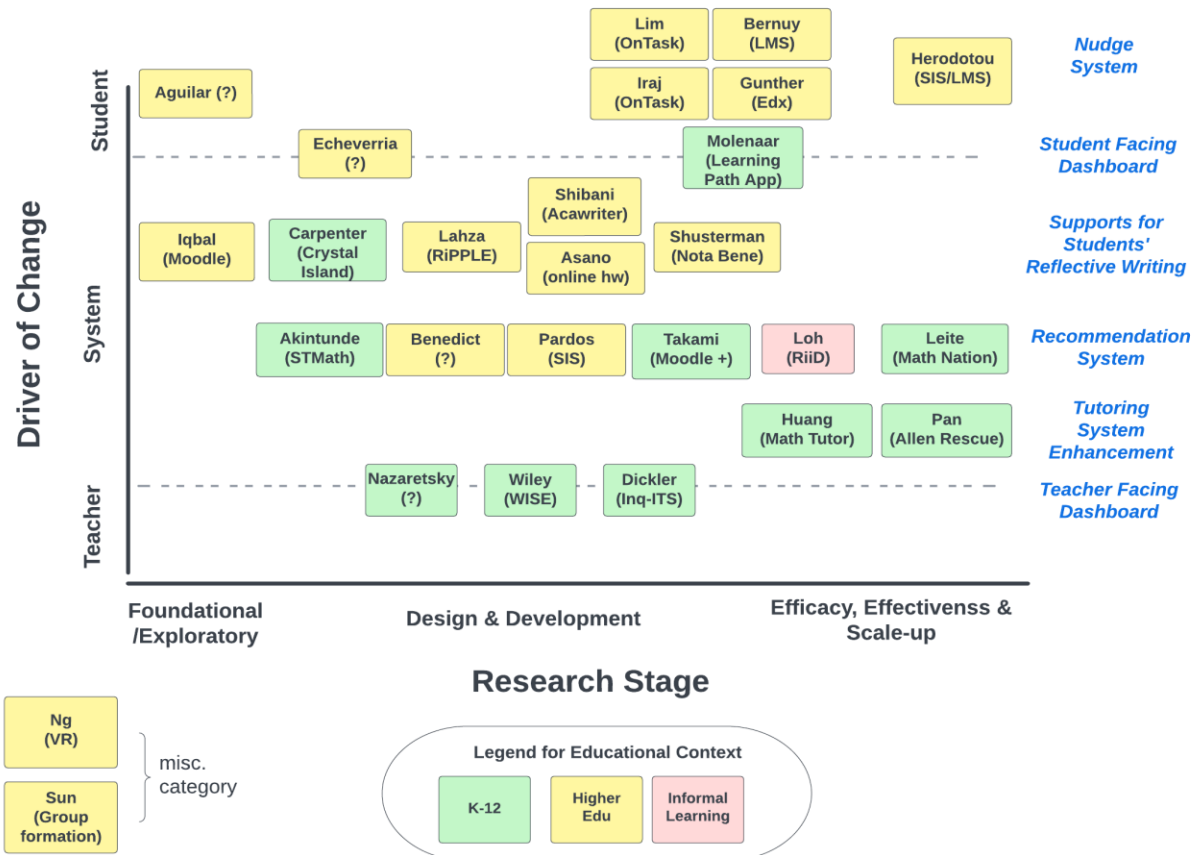 Lim
(OnTask)
Bernuy
(LMS)
Herodotou
(SIS/LMS)
Nudge
System
Student
Aguilar (?)
Iraj
(OnTask)
Gunther
(Edx)
Echeverria
(?)
Molenaar
(Learning
Path App)
Student Facing
Dashboard
Driver of Change
System
Iqbal
(Moodle)
Carpenter
(Crystal
Island)
Lahza
(RiPPLE)
Shibani
(Acawriter)
Asano
(online hw)
Shusterman
(Nota Bene)
Supports for
Students'
Reflective Writing
Akintunde
(STMath)
Benedict
(?)
Pardos
(SIS)
Takami
(Moodle +)
Loh
(RiiD)
Leite
(Math Nation)
Recommendation
System
Huang
(Math Tutor)
Pan
(Allen Rescue)
Tutoring
System
Enhancement
Teacher
Nazaretsky
(?)
Wiley
(WISE)
Dickler
(Inq-ITS)
Teacher Facing
Dashboard
Foundational
/Exploratory
Design & Development
Efficacy, Effectivenss &
Scale-up
Research Stage
Ng
(VR)
Sun
(Group
formation)
misc.
category
Legend for Educational Context
K-12
Higher
Edu
Informal
Learning